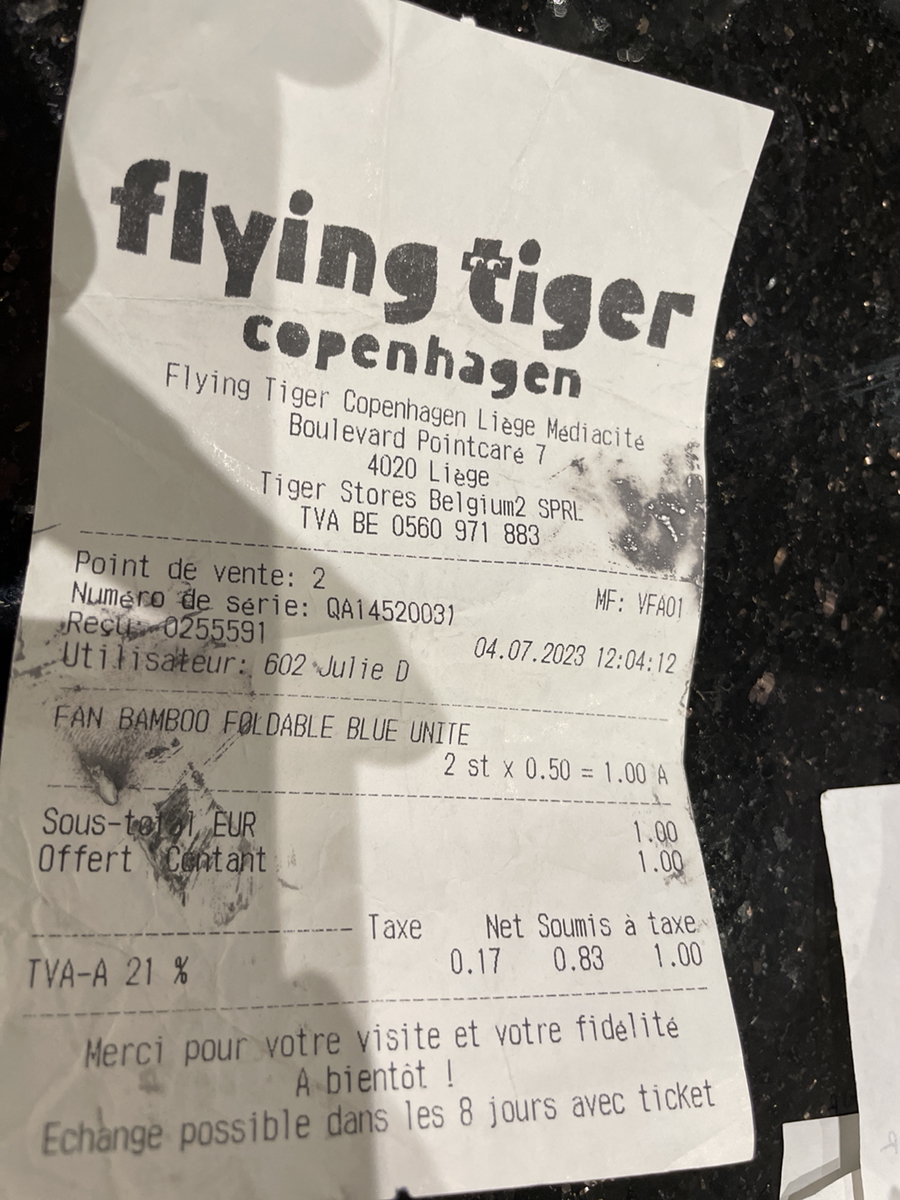 flying tiger
copenhagen
Flying Tiger Copenhagen Liège Médiacité
Boulevard Pointcaré 7
4020 Liège
Tiger Stores Belgium2 SPRL
TVA BE 0560 971 883
Point de vente: 2 MF: VFA01
Numéro de série: QA14520031
Reçu: 0255591 04.07.2023 12:04:12
Utilisateur: 602 Julie D
FAN BAMBOO FØLDABLE BLUE UNITE
2 st x 0.50 = 1.00 A
Sous-total EUR 1.00
Offert Contant 1.00
Taxe Net Soumis à taxe
TVA-A 21 % 0.17 0.83 1.00
Merci pour votre visite et votre fidélité
A bientôt !
Echange possible dans les 8 jours avec ticket